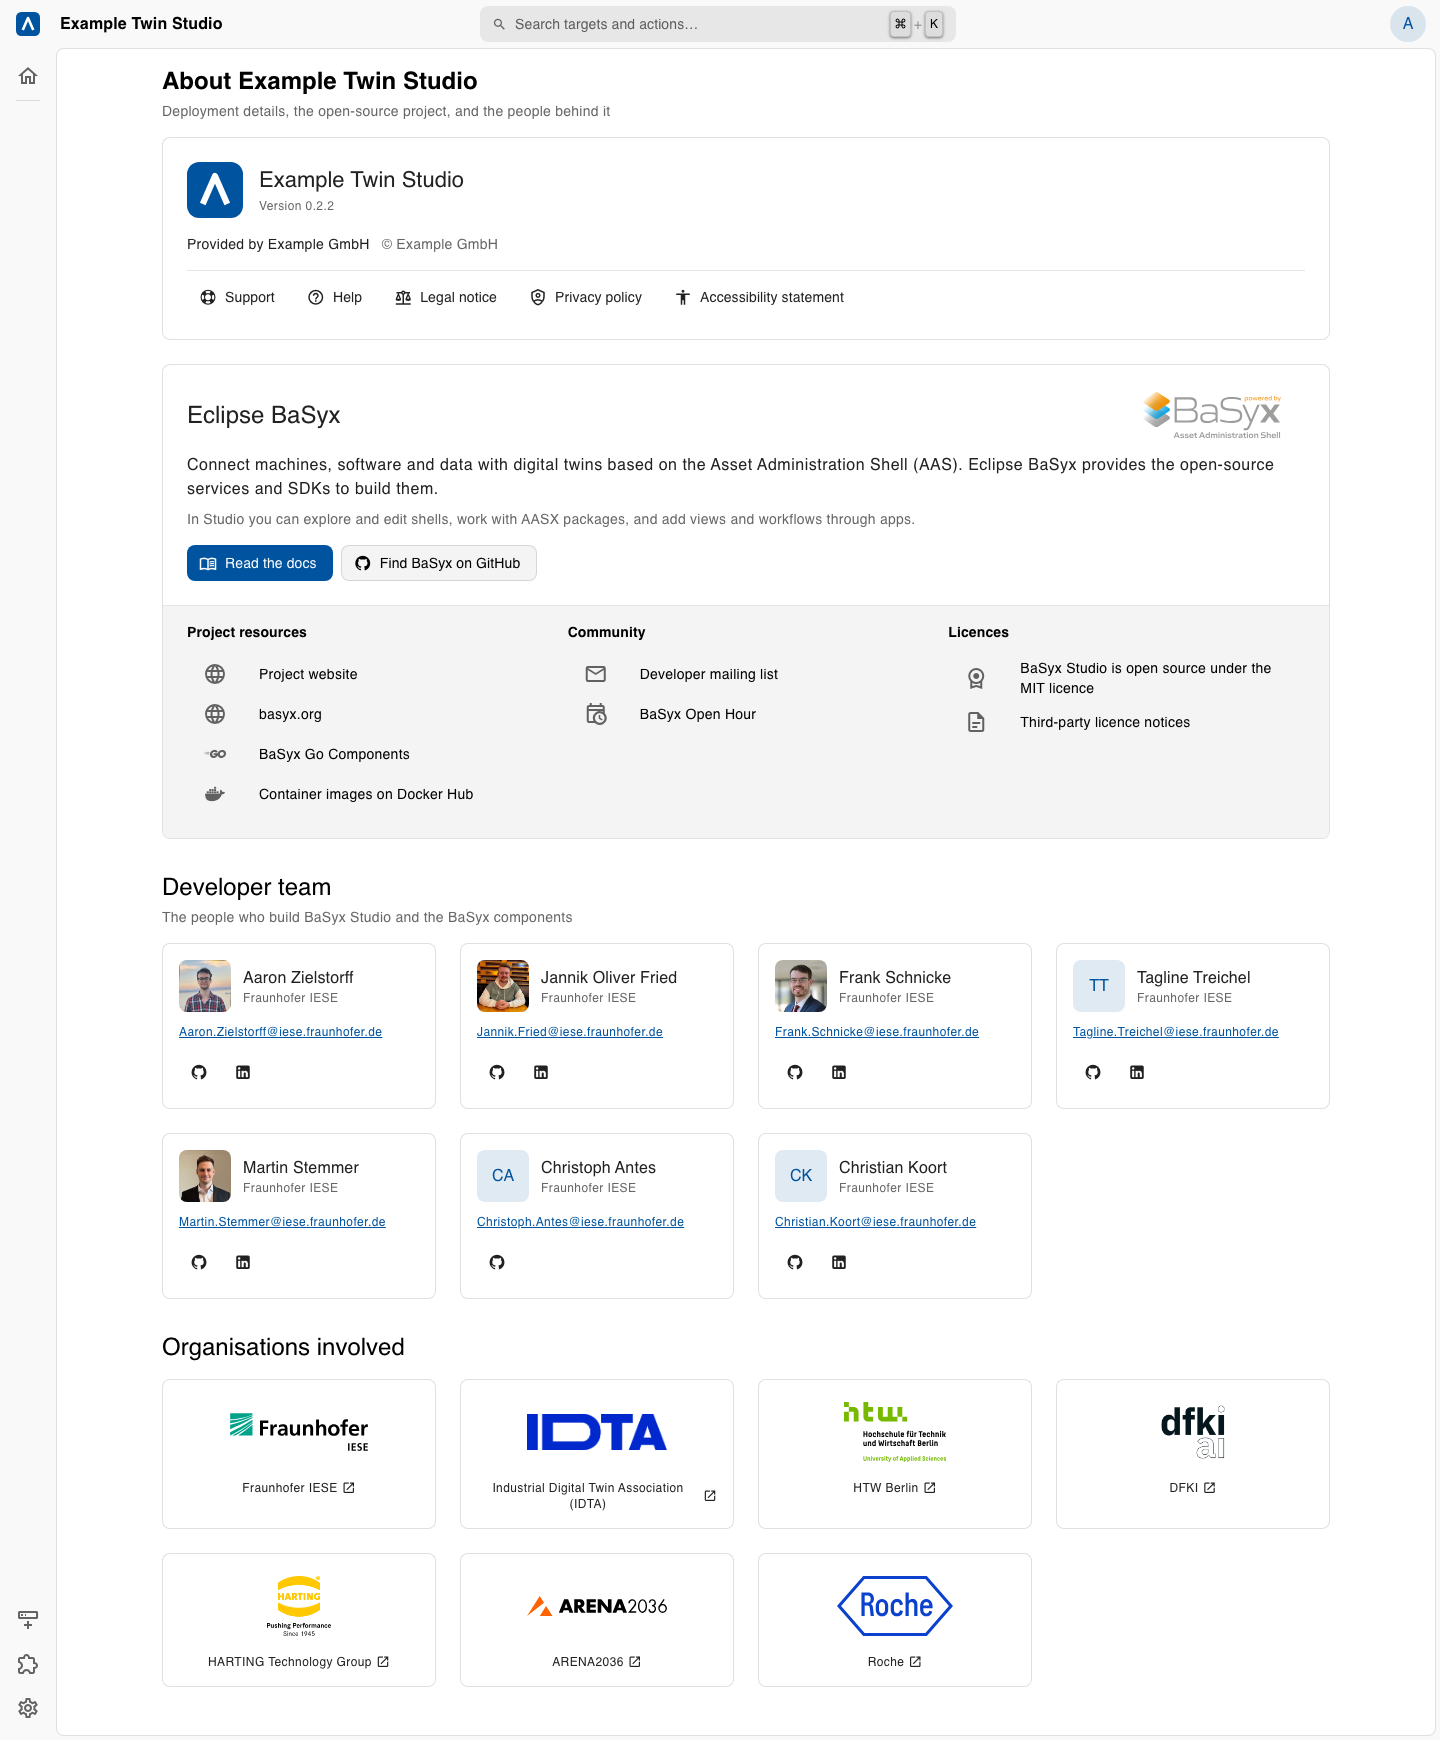 Example Twin Studio
Search targets and actions...
⌘ + K
A
About Example Twin Studio
Deployment details, the open-source project, and the people behind it
Example Twin Studio
Version 0.2.2
Provided by Example GmbH © Example GmbH
Support Help Legal notice Privacy policy Accessibility statement
Eclipse BaSyx
powered by
BaSyx
Asset Administration Shell
Connect machines, software and data with digital twins based on the Asset Administration Shell (AAS). Eclipse BaSyx provides the open-source
services and SDKs to build them.
In Studio you can explore and edit shells, work with AASX packages, and add views and workflows through apps.
Read the docs Find BaSyx on GitHub
Project resources
Project website
basyx.org
GO BaSyx Go Components
Container images on Docker Hub
Community
Developer mailing list
BaSyx Open Hour
Licences
BaSyx Studio is open source under the
MIT licence
Third-party licence notices
Developer team
The people who build BaSyx Studio and the BaSyx components
Aaron Zielstorff
Fraunhofer IESE
Aaron.Zielstorff@iese.fraunhofer.de
Jannik Oliver Fried
Fraunhofer IESE
Jannik.Fried@iese.fraunhofer.de
Frank Schnicke
Fraunhofer IESE
Frank.Schnicke@iese.fraunhofer.de
TT
Tagline Treichel
Fraunhofer IESE
Tagline.Treichel@iese.fraunhofer.de
Martin Stemmer
Fraunhofer IESE
Martin.Stemmer@iese.fraunhofer.de
CA
Christoph Antes
Fraunhofer IESE
Christoph.Antes@iese.fraunhofer.de
CK
Christian Koort
Fraunhofer IESE
Christian.Koort@iese.fraunhofer.de
Organisations involved
Fraunhofer
IESE
Fraunhofer IESE
IDTA
Industrial Digital Twin Association
(IDTA)
htw.
Hochschule für Technik
und Wirtschaft Berlin
University of Applied Sciences
HTW Berlin
dfki
ai
DFKI
HARTING
Pushing Performance
Since 1945
HARTING Technology Group
ARENA2036
ARENA2036
Roche
Roche